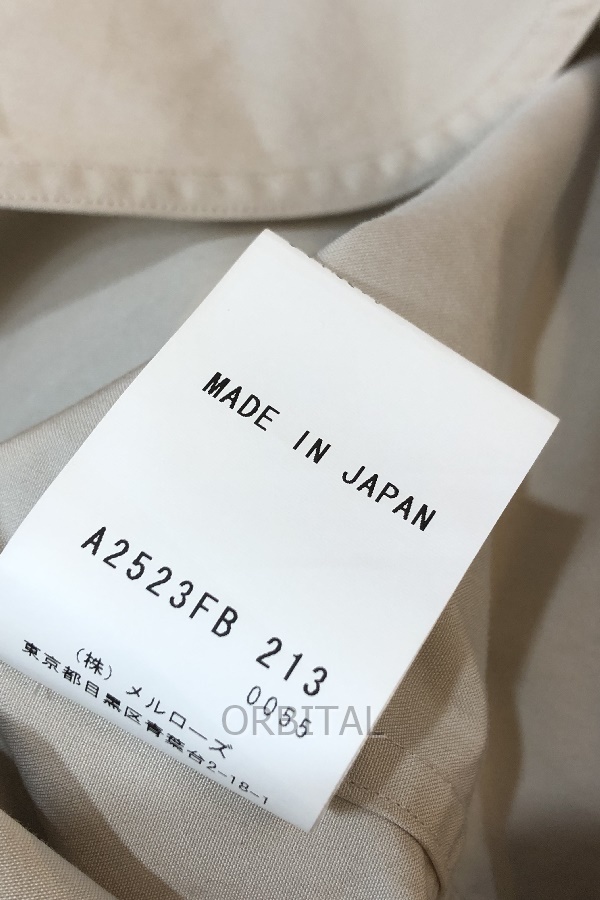 MADE IN JAPAN
A2523FB 213
0055
(株) メルローズ
東京都目黒区青葉台2-18-1
ORBITAL